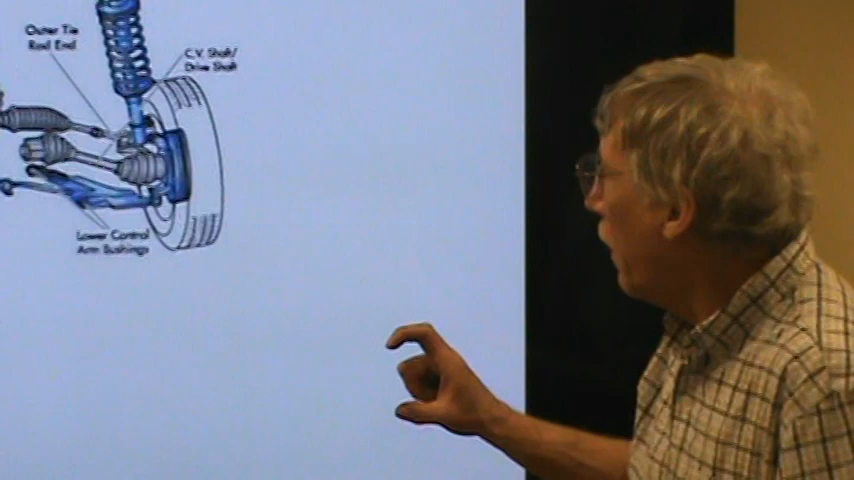 Outer Tie
Rod End
C.V. Shaft/
Drive Shaft
Lower Control
Arm Bushings